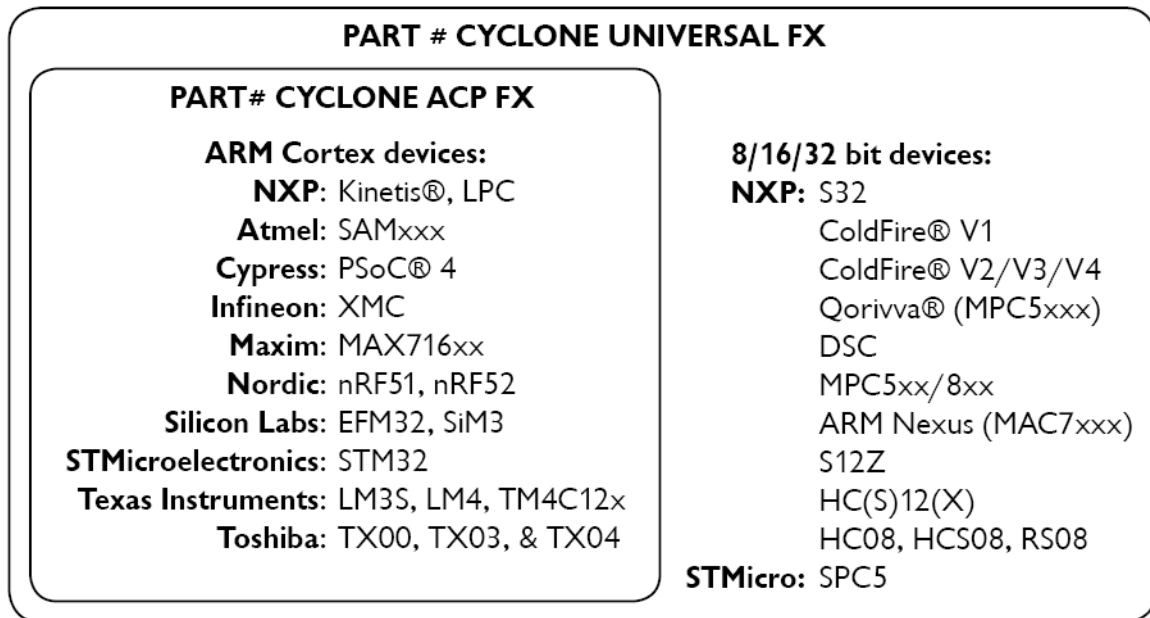 PART # CYCLONE UNIVERSAL FX
PART# CYCLONE ACP FX
ARM Cortex devices:
NXP: Kinetis®, LPC
Atmel: SAMxxx
Cypress: PSoC® 4
Infineon: XMC
Maxim: MAX716xx
Nordic: nRF51, nRF52
Silicon Labs: EFM32, SiM3
STMicroelectronics: STM32
Texas Instruments: LM3S, LM4, TM4C12x
Toshiba: TX00, TX03, & TX04
8/16/32 bit devices:
NXP: S32
ColdFire® V1
ColdFire® V2/V3/V4
Qorivva® (MPC5xxx)
DSC
MPC5xx/8xx
ARM Nexus (MAC7xxx)
S12Z
HC(S)12(X)
HC08, HCS08, RS08
STMicro: SPC5